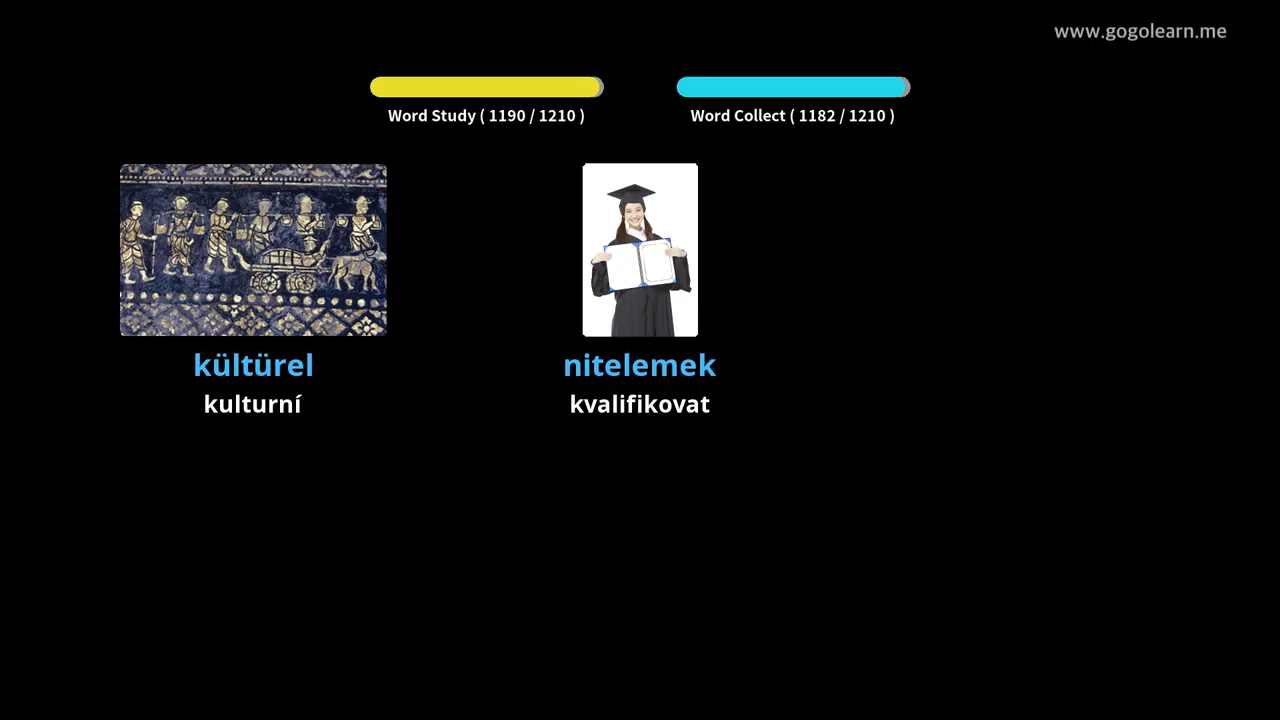 www.gogolearn.me
Word Study ( 1190 / 1210 )
Word Collect ( 1182 / 1210 )
kültürel
kulturní
nitelemek
kvalifikovat